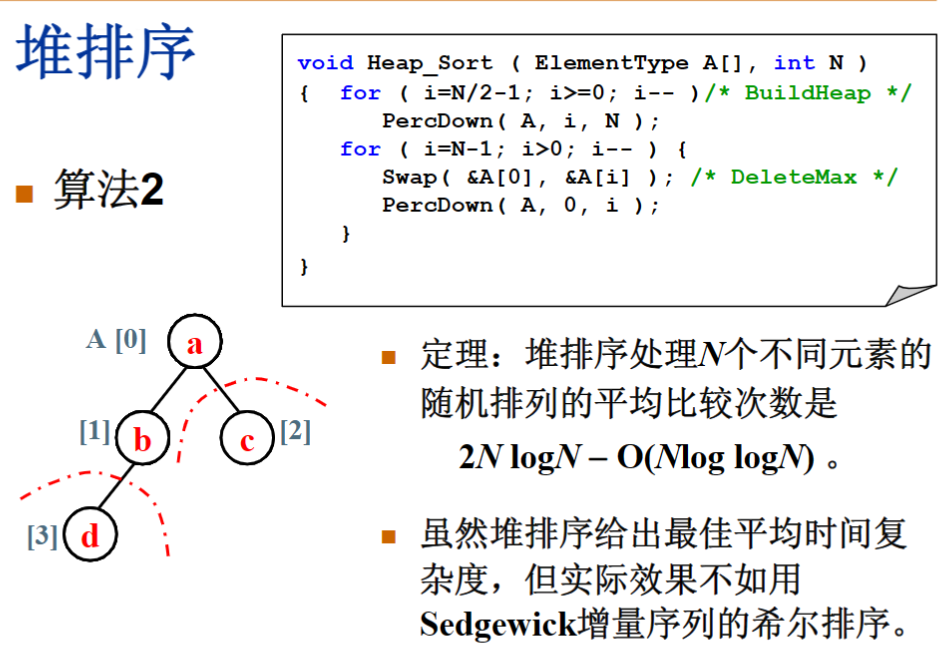 堆排序
void Heap_Sort ( ElementType A[], int N )
{ for ( i=N/2-1; i>=0; i-- )/* BuildHeap */
PercDown( A, i, N );
for ( i=N-1; i>0; i-- ) {
Swap( &A[0], &A[i] ); /* DeleteMax */
PercDown( A, 0, i );
}
}
■ 算法2
A [0] a
[1] b
c [2]
[3] d
■ 定理：堆排序处理N个不同元素的
随机排列的平均比较次数是
2N logN – O(Nlog logN) 。
■ 虽然堆排序给出最佳平均时间复
杂度，但实际效果不如用
Sedgewick增量序列的希尔排序。